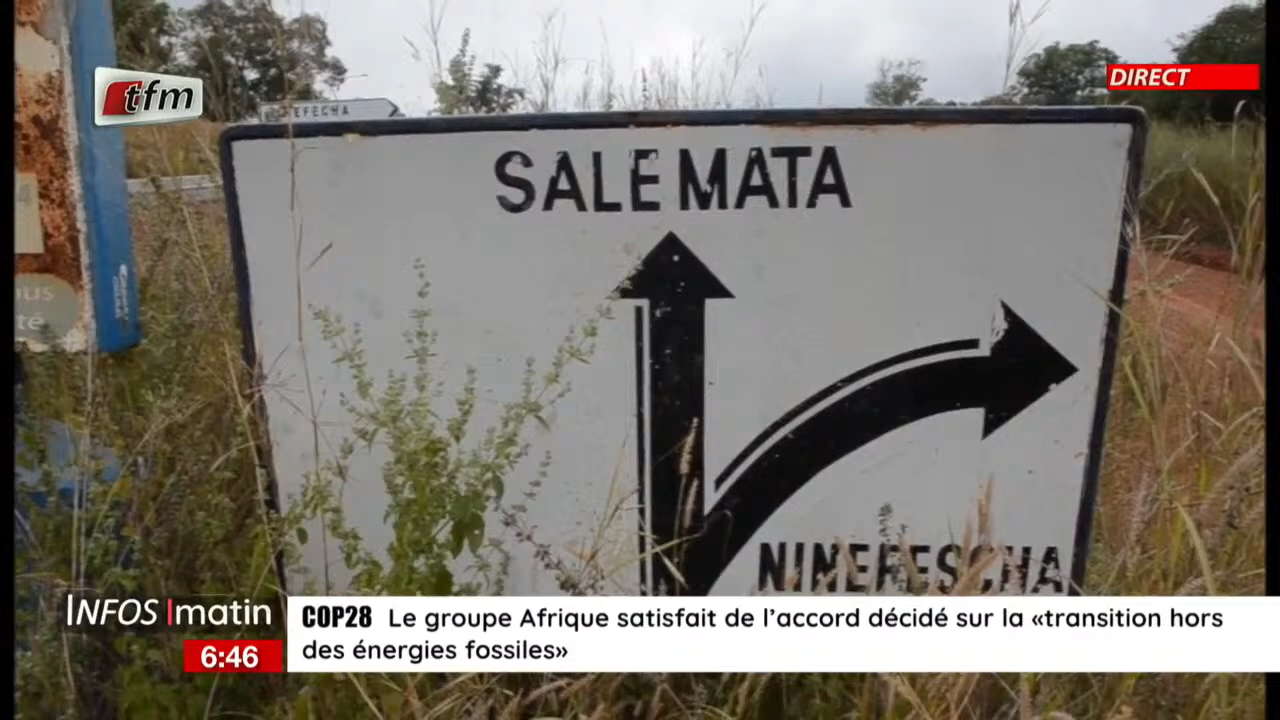 tfm
DIRECT
EFECHA
SALEMATA
NINEFESCHA
INFOS matin
6:46
COP28 Le groupe Afrique satisfait de l'accord décidé sur la «transition hors
des énergies fossiles»